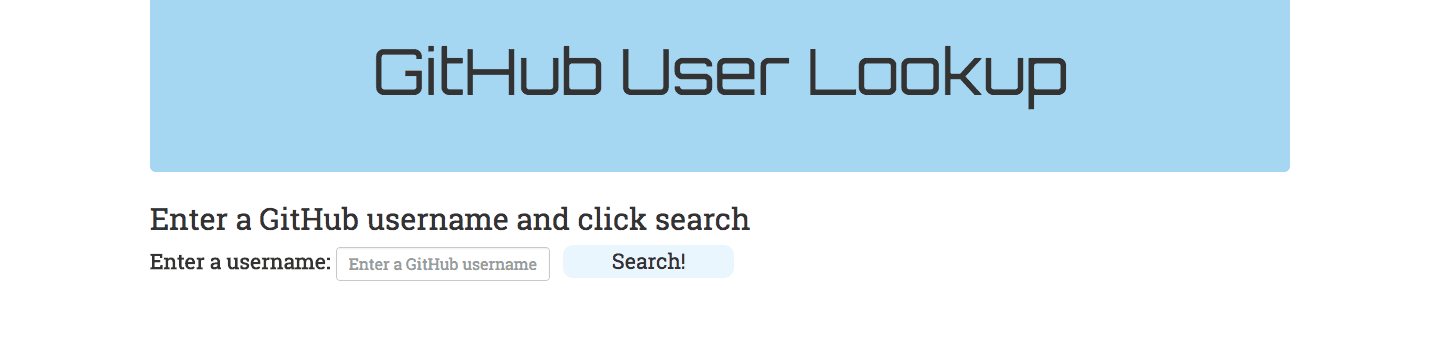 GitHub User Lookup
Enter a GitHub username and click search
Enter a username: Enter a GitHub username Search!